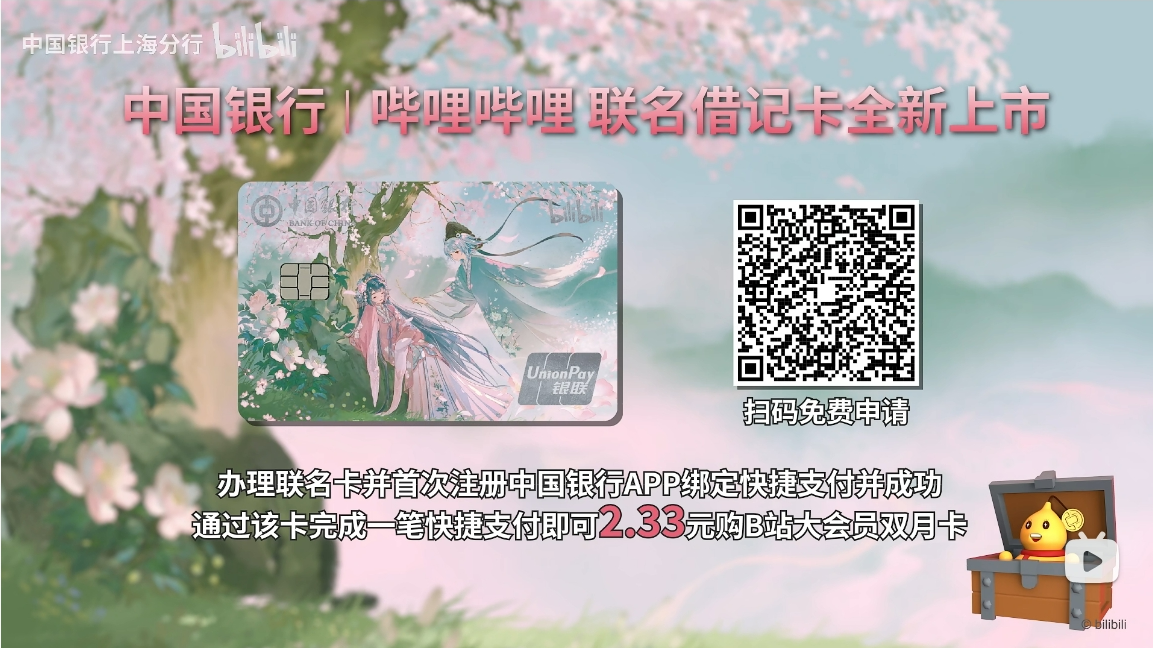 中国银行上海分行 bilibili
中国银行｜哔哩哔哩 联名借记卡全新上市
中国银行 bilibili
BANK OF CHINA
UnionPay
银联
扫码免费申请
办理联名卡并首次注册中国银行APP绑定快捷支付并成功
通过该卡完成一笔快捷支付即可2.33元购B站大会员双月卡
© bilibili